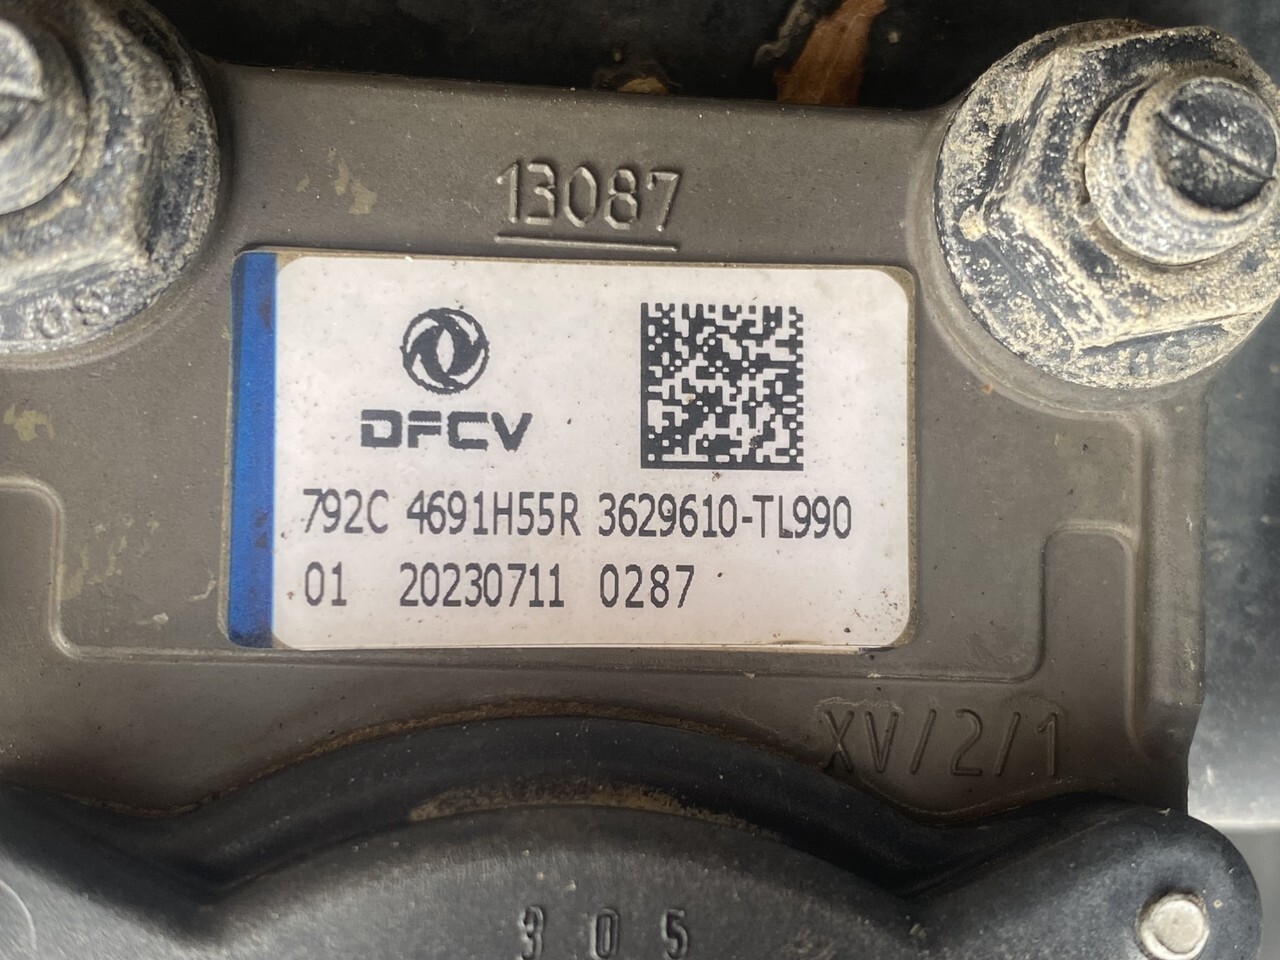 13087
DFCV
792C 4691H55R 3629610-TL990
01 20230711 0287
XV/2/1
305